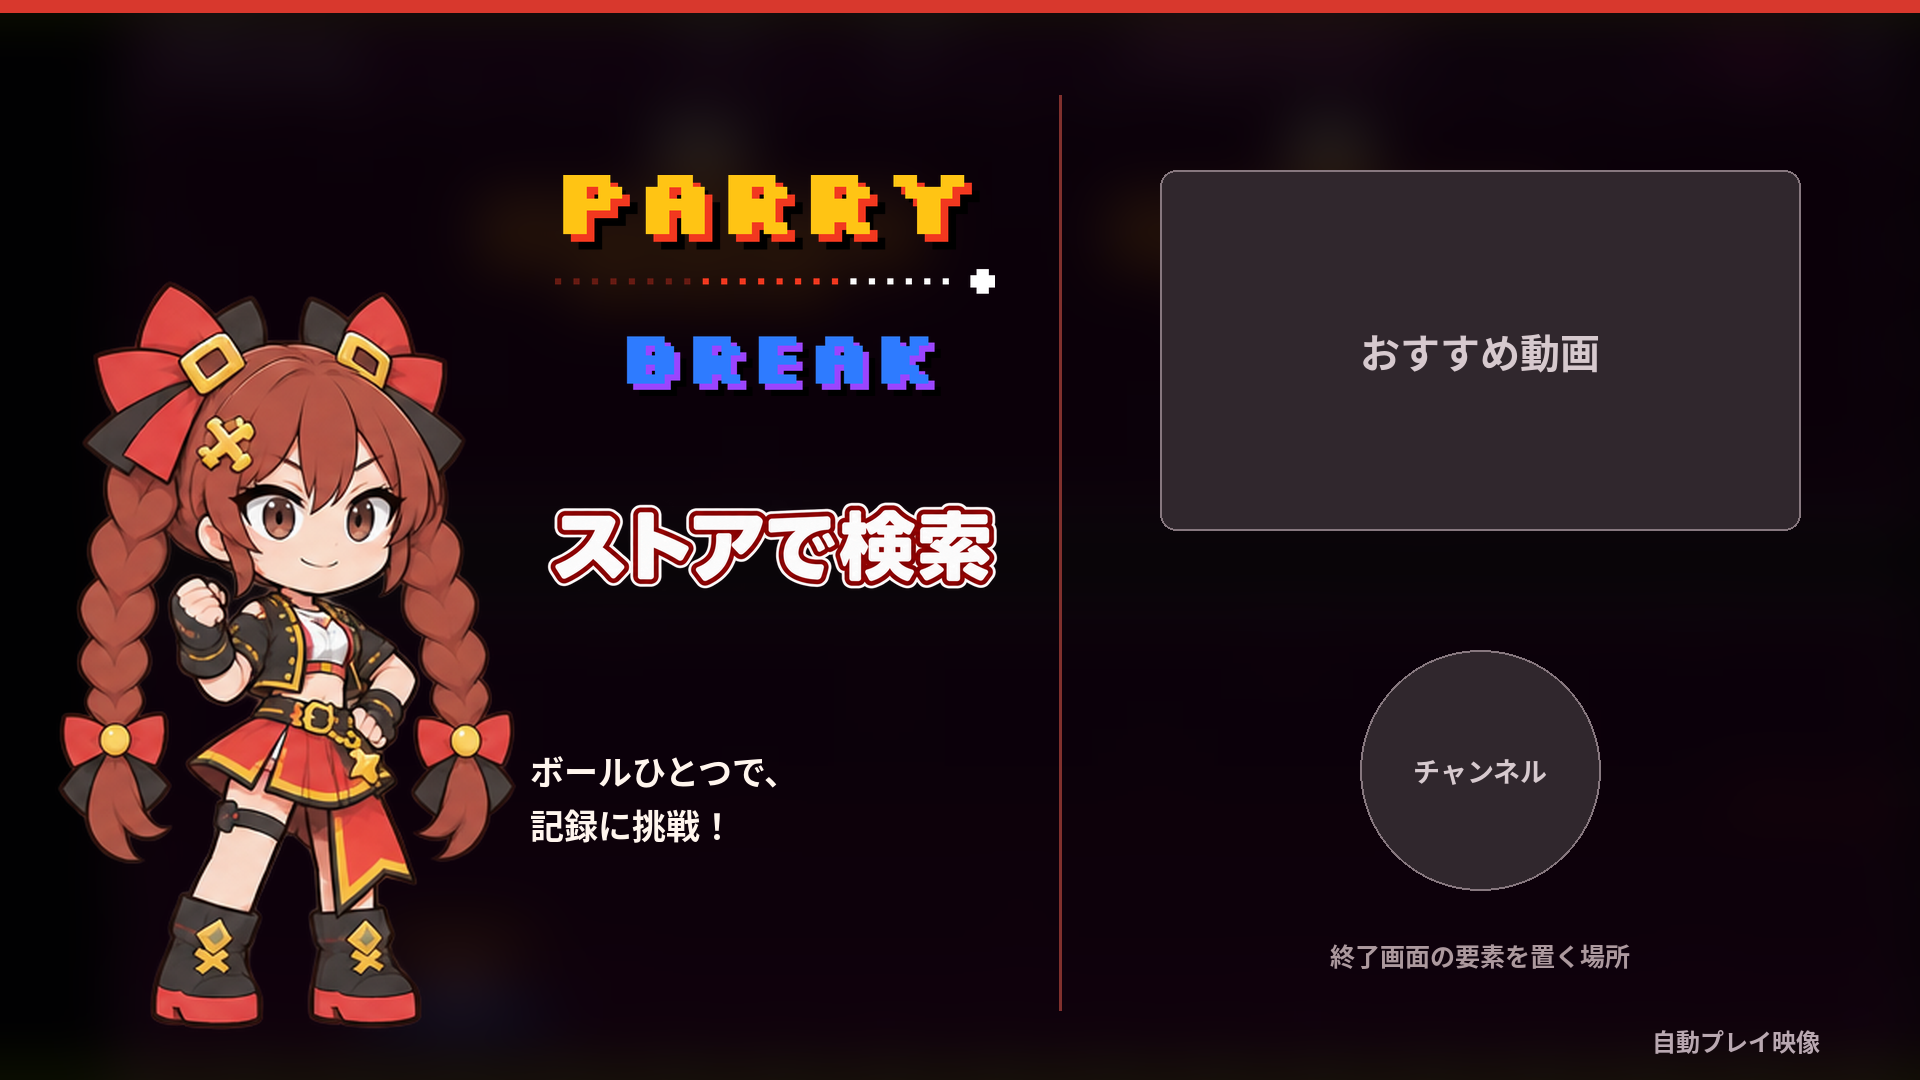 PARRY
BREAK
ストアで検索
ボールひとつで、
記録に挑戦！
おすすめ動画
チャンネル
終了画面の要素を置く場所
自動プレイ映像